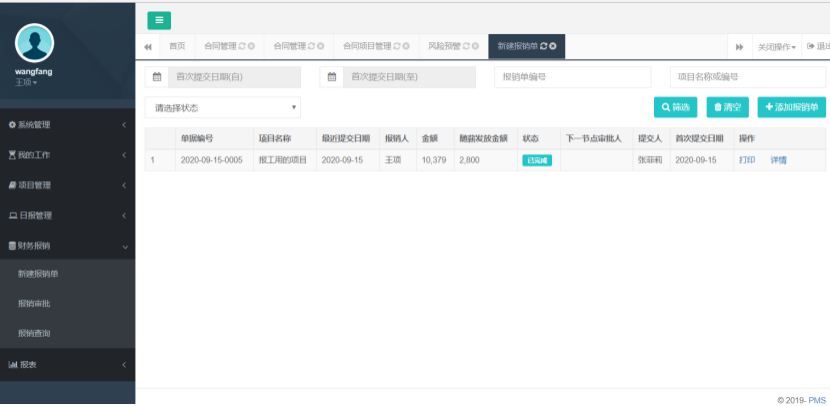 wangfang
王项
系统管理
我的工作
项目管理
日报管理
财务报销
新建报销单
报销审批
报销查询
报表
首页 合同管理 合同管理 合同项目管理 风险预警 新建报销单 关闭操作 退出
首次提交日期(自) 首次提交日期(至) 报销单编号 项目名称或编号
请选择状态 筛选 清空 添加报销单
单据编号 项目名称 最近提交日期 报销人 金额 随薪发放金额 状态 下一节点审批人 提交人 首次提交日期 操作
1 2020-09-15-0005 报工用的项目 2020-09-15 王项 10,379 2,800 已完成 张菲莉 2020-09-15 打印 详情
© 2019- PMS